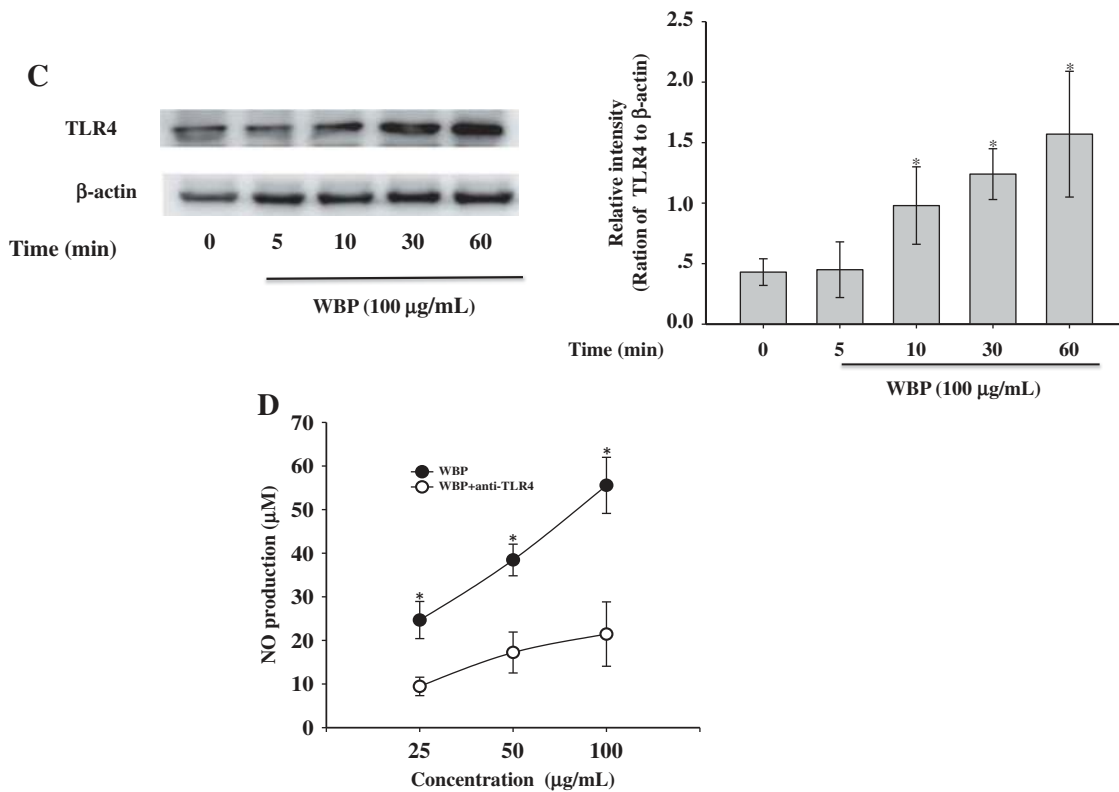 C
TLR4
β-actin
Time (min)
0 5 10 30 60
WBP (100 μg/mL)
Relative intensity
(Ration of TLR4 to β-actin)
2.5
2.0
1.5
1.0
.5
0.0
*
*
*
Time (min)
0 5 10 30 60
WBP (100 μg/mL)
D
NO production (μM)
70
60
50
40
30
20
10
0
WBP
WBP+anti-TLR4
*
*
*
25 50 100
Concentration (μg/mL)